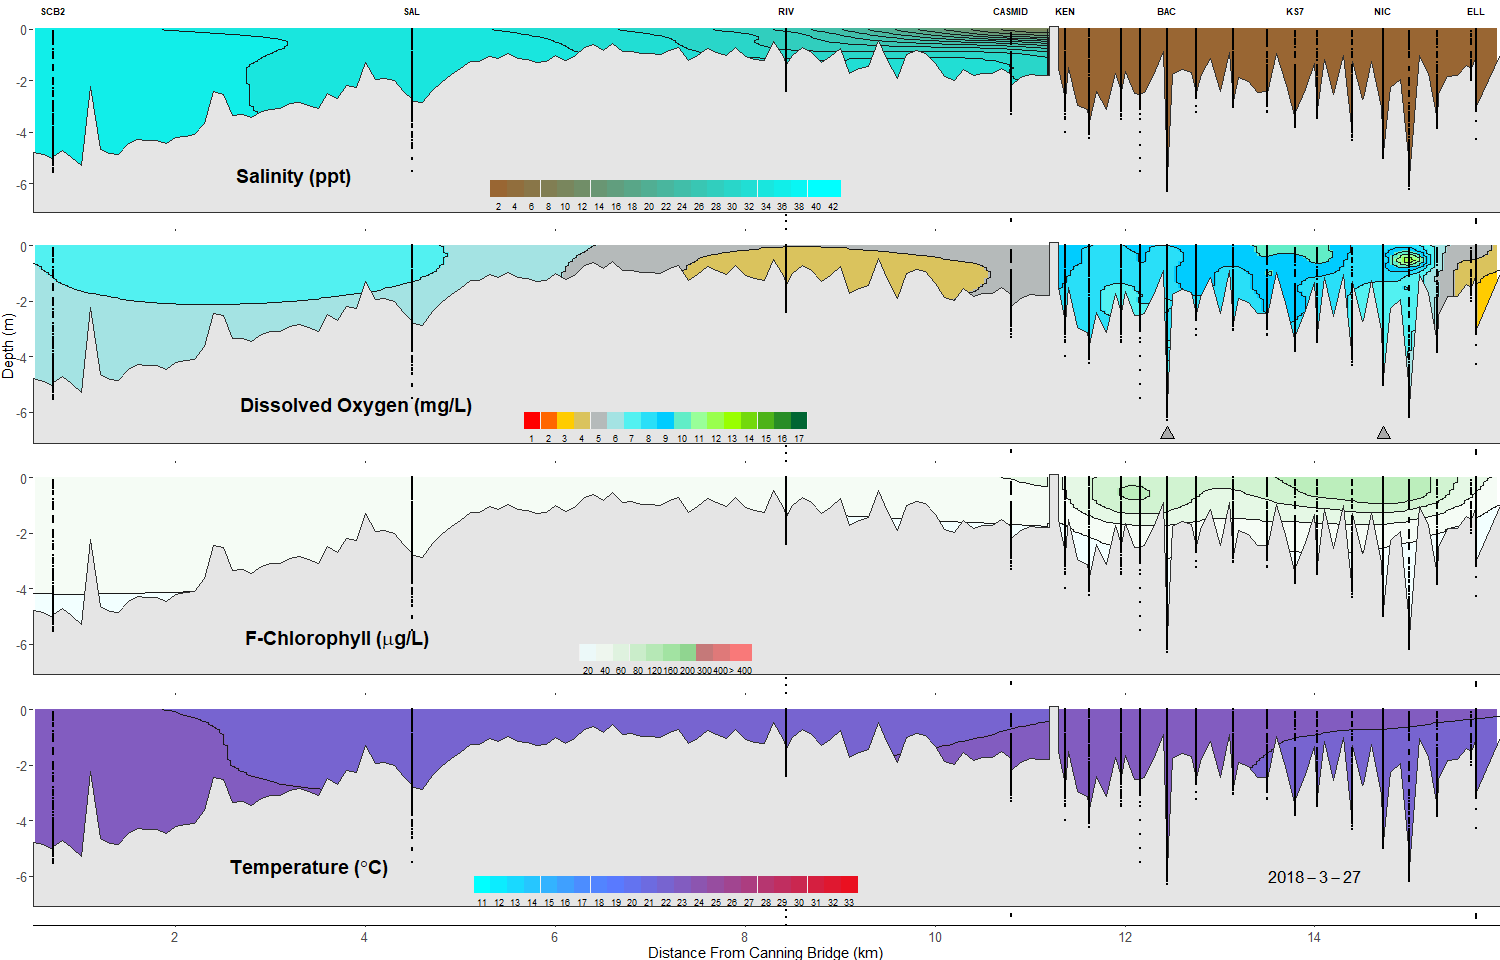 SCB2 SAL RIV CASMID KEN BAC KS7 NIC ELL
0
-2
-4
-6
Salinity (ppt)
2 4 6 8 10 12 14 16 18 20 22 24 26 28 30 32 34 36 38 40 42
0
-2
-4
-6
Depth (m)
Dissolved Oxygen (mg/L)
1 2 3 4 5 6 7 8 9 10 11 12 13 14 15 16 17
0
-2
-4
-6
F-Chlorophyll (μg/L)
20 40 60 80 120 160 200 300 400 > 400
0
-2
-4
-6
Temperature (°C)
2018-3-27
11 12 13 14 15 16 17 18 19 20 21 22 23 24 25 26 27 28 29 30 31 32 33
2 4 6 8 10 12 14
Distance From Canning Bridge (km)